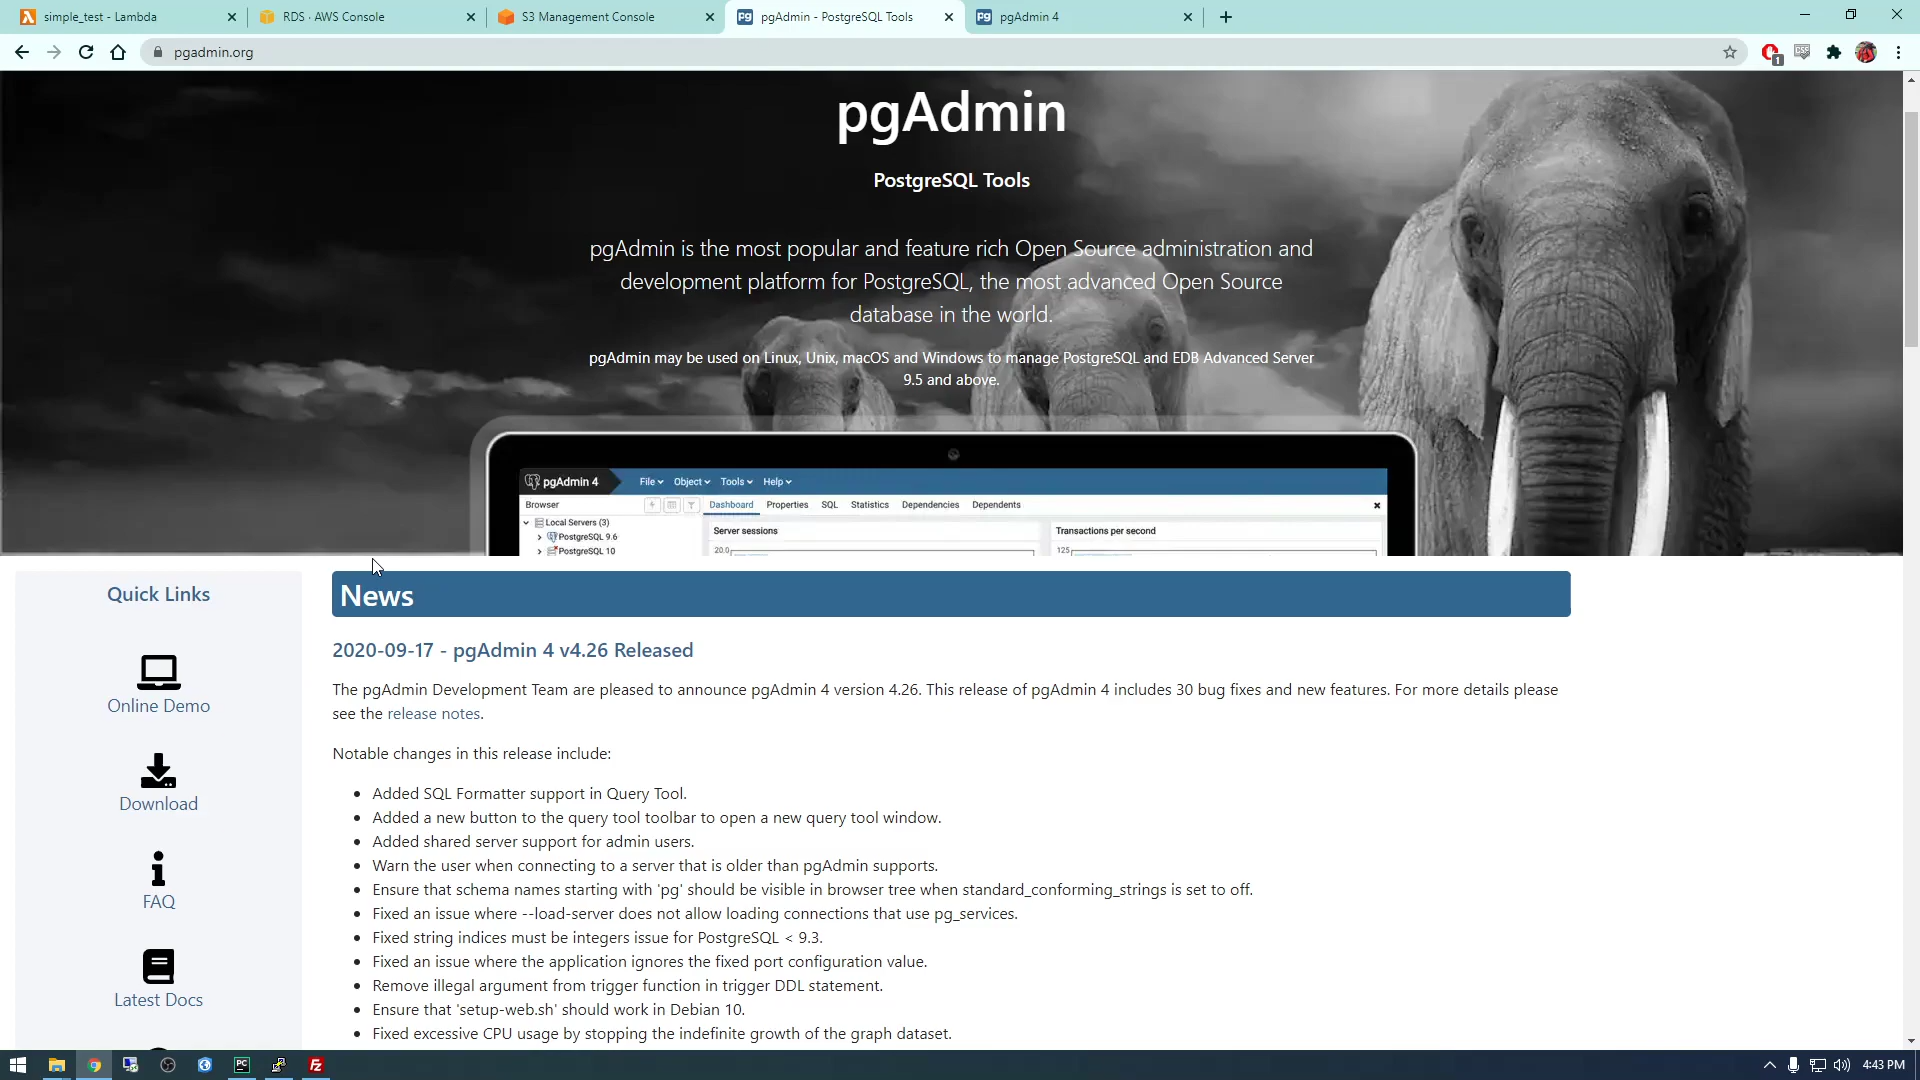 simple_test - Lambda
RDS · AWS Console
S3 Management Console
pgAdmin - PostgreSQL Tools
pgAdmin 4
pgadmin.org
1
pgAdmin
PostgreSQL Tools
pgAdmin is the most popular and feature rich Open Source administration and
development platform for PostgreSQL, the most advanced Open Source
database in the world.
pgAdmin may be used on Linux, Unix, macOS and Windows to manage PostgreSQL and EDB Advanced Server
9.5 and above.
pgAdmin 4
File Object Tools Help
Browser
Dashboard Properties SQL Statistics Dependencies Dependents
Local Servers (3)
PostgreSQL 9.6
PostgreSQL 10
Server sessions
20.0
Transactions per second
125
Quick Links
Online Demo
Download
FAQ
Latest Docs
News
2020-09-17 - pgAdmin 4 v4.26 Released
The pgAdmin Development Team are pleased to announce pgAdmin 4 version 4.26. This release of pgAdmin 4 includes 30 bug fixes and new features. For more details please
see the release notes.
Notable changes in this release include:
• Added SQL Formatter support in Query Tool.
• Added a new button to the query tool toolbar to open a new query tool window.
• Added shared server support for admin users.
• Warn the user when connecting to a server that is older than pgAdmin supports.
• Ensure that schema names starting with 'pg' should be visible in browser tree when standard_conforming_strings is set to off.
• Fixed an issue where --load-server does not allow loading connections that use pg_services.
• Fixed string indices must be integers issue for PostgreSQL < 9.3.
• Fixed an issue where the application ignores the fixed port configuration value.
• Remove illegal argument from trigger function in trigger DDL statement.
• Ensure that 'setup-web.sh' should work in Debian 10.
• Fixed excessive CPU usage by stopping the indefinite growth of the graph dataset.
4:43 PM